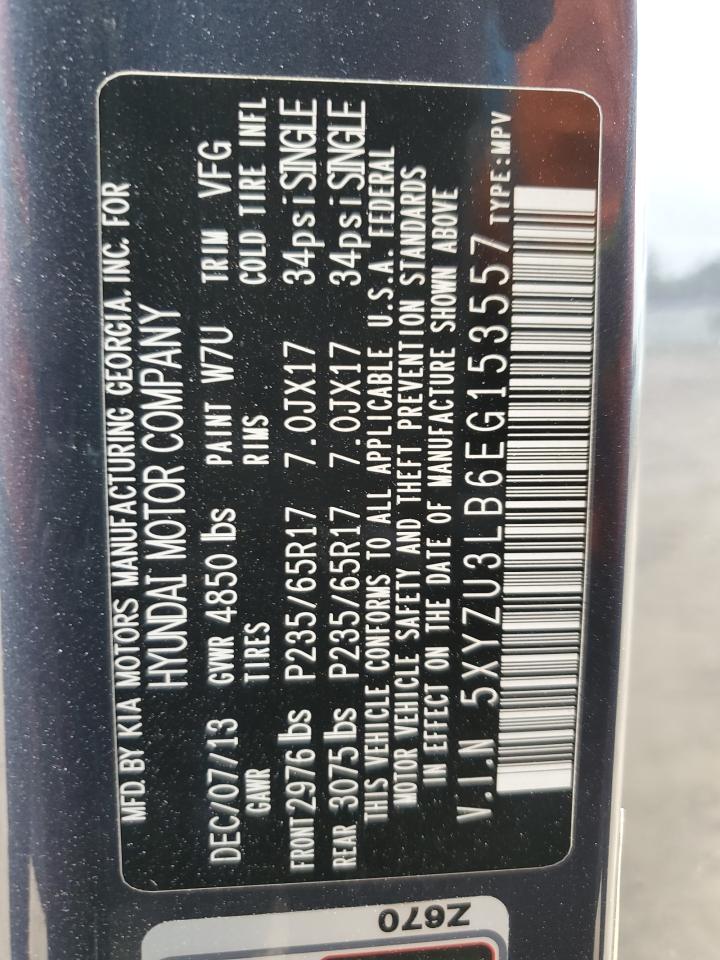 MFD. BY KIA MOTORS MANUFACTURING GEORGIA. INC. FOR
HYUNDAI MOTOR COMPANY
DEC/07/13 GVWR 4850 lbs PAINT W7U TRIM VFG
GAWR TIRES RIMS COLD TIRE INFL
FRONT 2976 lbs P235/65R17 7.0JX17 34psi SINGLE
REAR 3075 lbs P235/65R17 7.0JX17 34psi SINGLE
THIS VEHICLE CONFORMS TO ALL APPLICABLE U.S.A. FEDERAL
MOTOR VEHICLE SAFETY AND THEFT PREVENTION STANDARDS
IN EFFECT ON THE DATE OF MANUFACTURE SHOWN ABOVE
V.I.N 5XYZU3LB6EG153557 TYPE:MPV
Z670